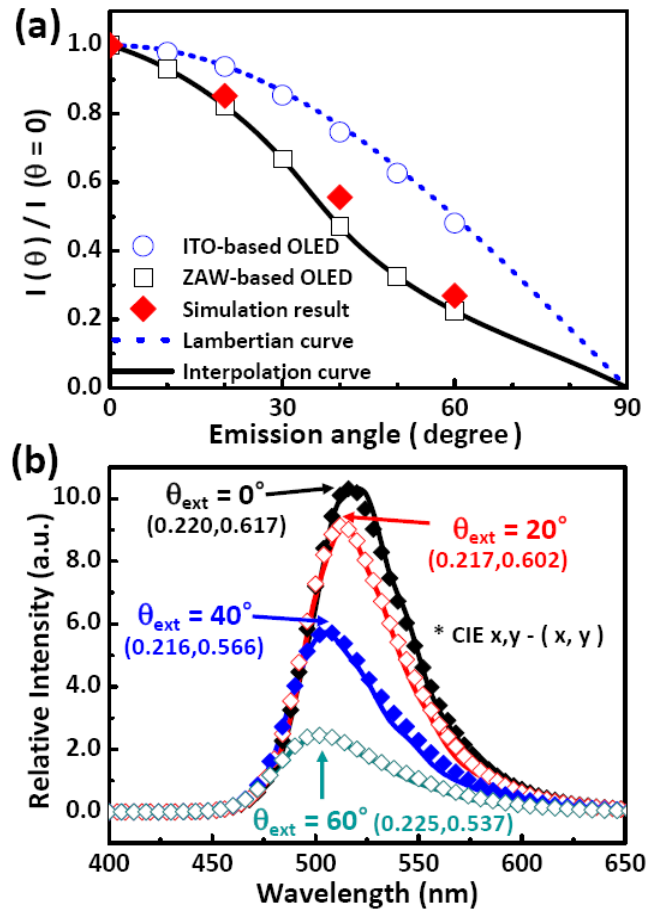 (a)
I (θ) / I (θ = 0)
1.0
0.8
0.6
0.4
0.2
0.0
ITO-based OLED
ZAW-based OLED
Simulation result
Lambertian curve
Interpolation curve
0 30 60 90
Emission angle ( degree )
(b)
Relative Intensity (a.u.)
10.0
8.0
6.0
4.0
2.0
0.0
θext = 0°
(0.220,0.617)
θext = 20°
(0.217,0.602)
θext = 40°
(0.216,0.566)
* CIE x,y - ( x, y )
θext = 60° (0.225,0.537)
400 450 500 550 600 650
Wavelength (nm)